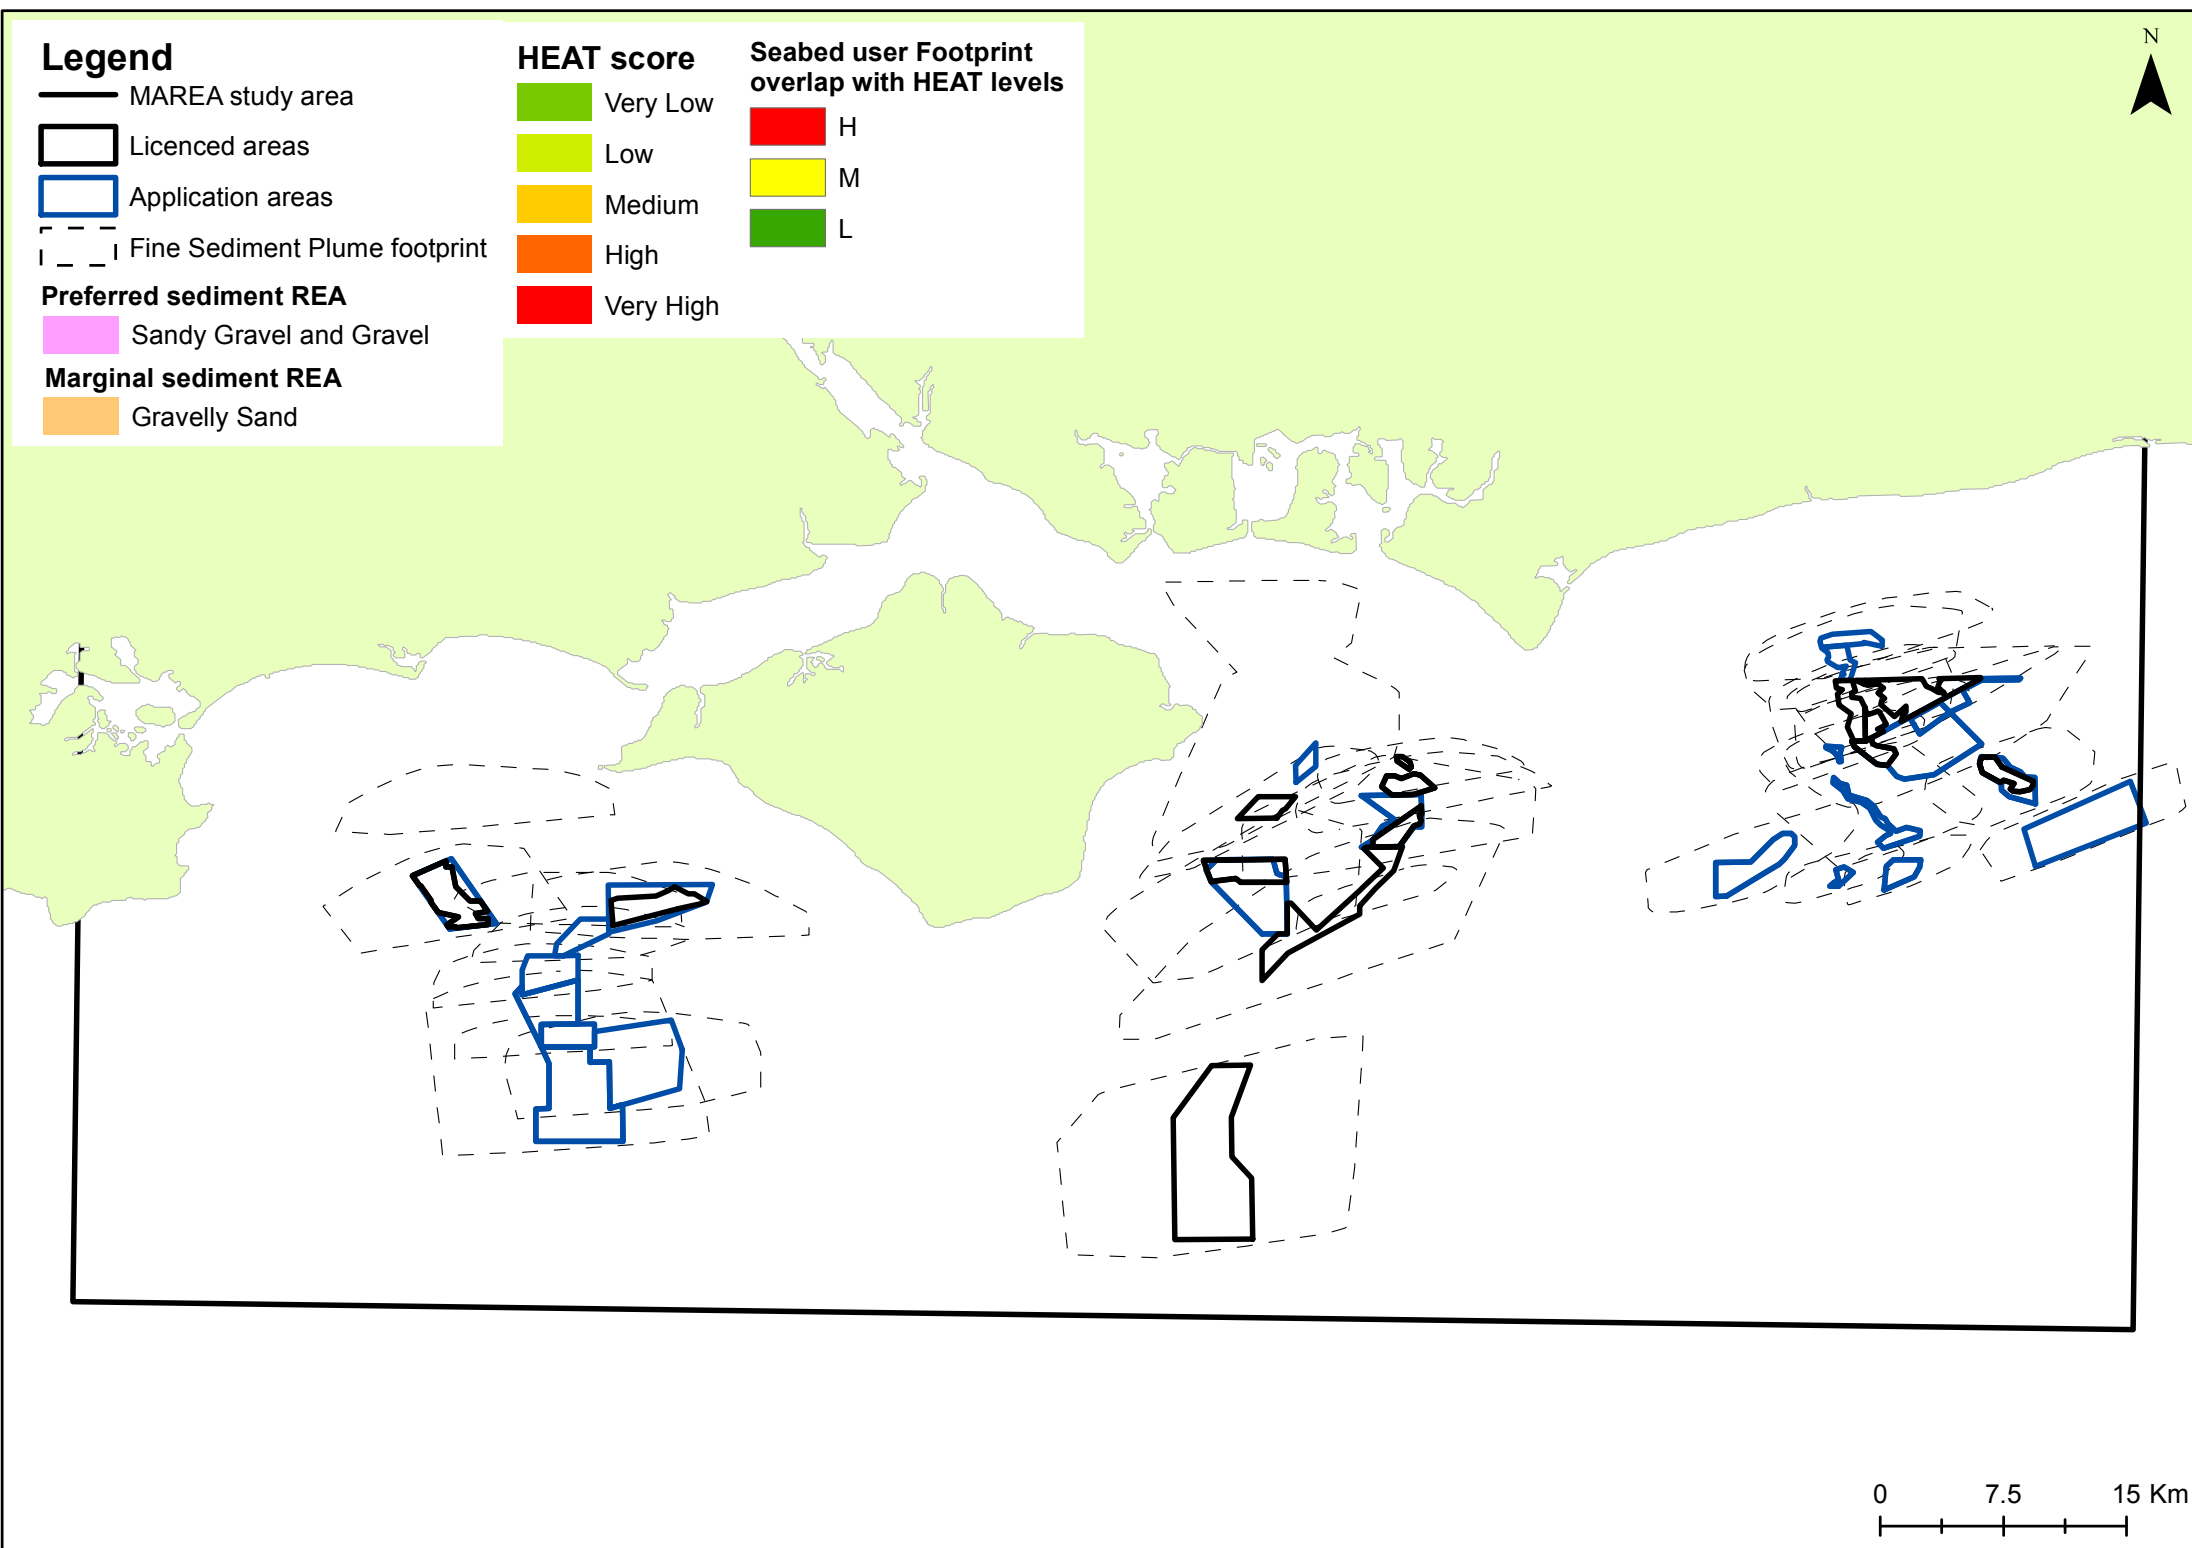 Legend
MAREA study area
Licenced areas
Application areas
Fine Sediment Plume footprint
Preferred sediment REA
Sandy Gravel and Gravel
Marginal sediment REA
Gravelly Sand
HEAT score
Very Low
Low
Medium
High
Very High
Seabed user Footprint
overlap with HEAT levels
H
M
L
N
0 7.5 15 Km